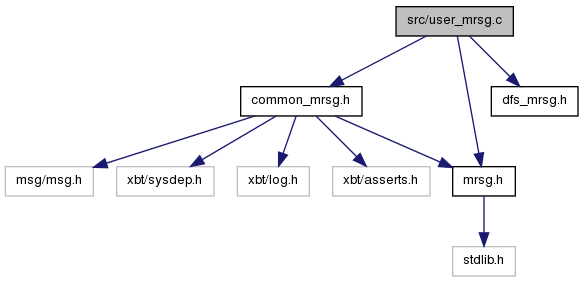 src/user_mrsg.c
common_mrsg.h
dfs_mrsg.h
msg/msg.h
xbt/sysdep.h
xbt/log.h
xbt/asserts.h
mrsg.h
stdlib.h